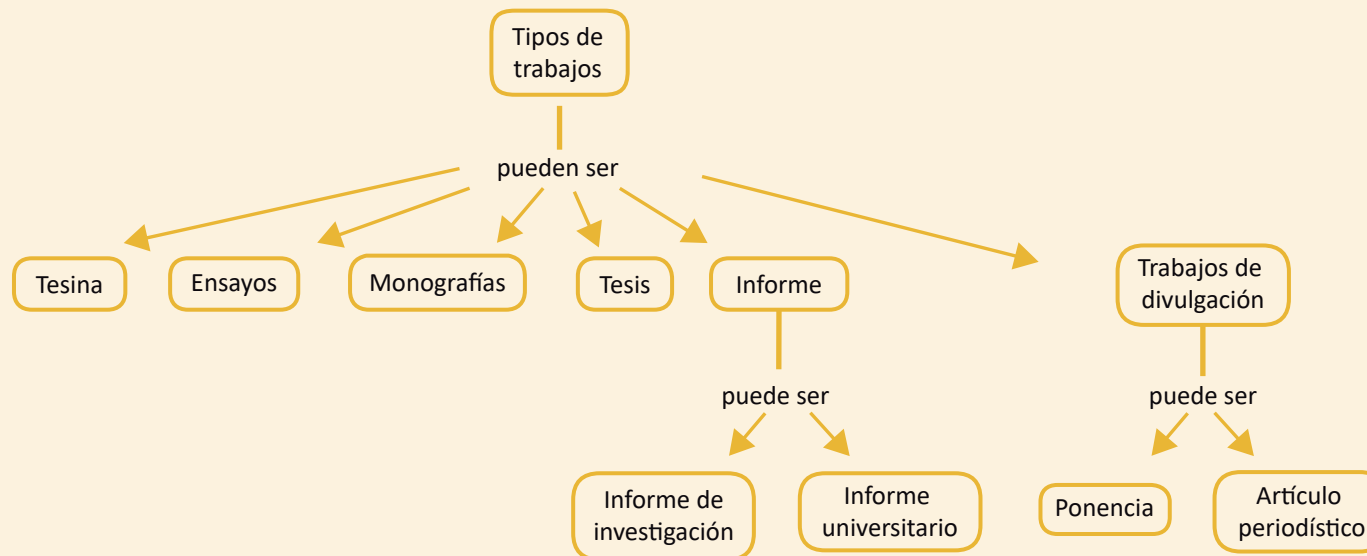 Tipos de
trabajos
pueden ser
Tesina
Ensayos
Monografías
Tesis
Informe
Trabajos de
divulgación
puede ser
puede ser
Informe de
investigación
Informe
universitario
Ponencia
Artículo
periodístico